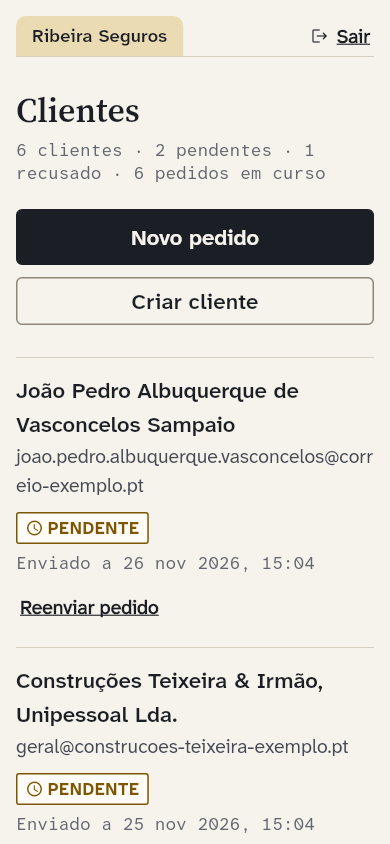 Ribeira Seguros
Sair
Clientes
6 clientes · 2 pendentes · 1
recusado · 6 pedidos em curso
Novo pedido
Criar cliente
João Pedro Albuquerque de
Vasconcelos Sampaio
joao.pedro.albuquerque.vasconcelos@corr
eio-exemplo.pt
PENDENTE
Enviado a 26 nov 2026, 15:04
Reenviar pedido
Construções Teixeira & Irmão,
Unipessoal Lda.
geral@construcoes-teixeira-exemplo.pt
PENDENTE
Enviado a 25 nov 2026, 15:04